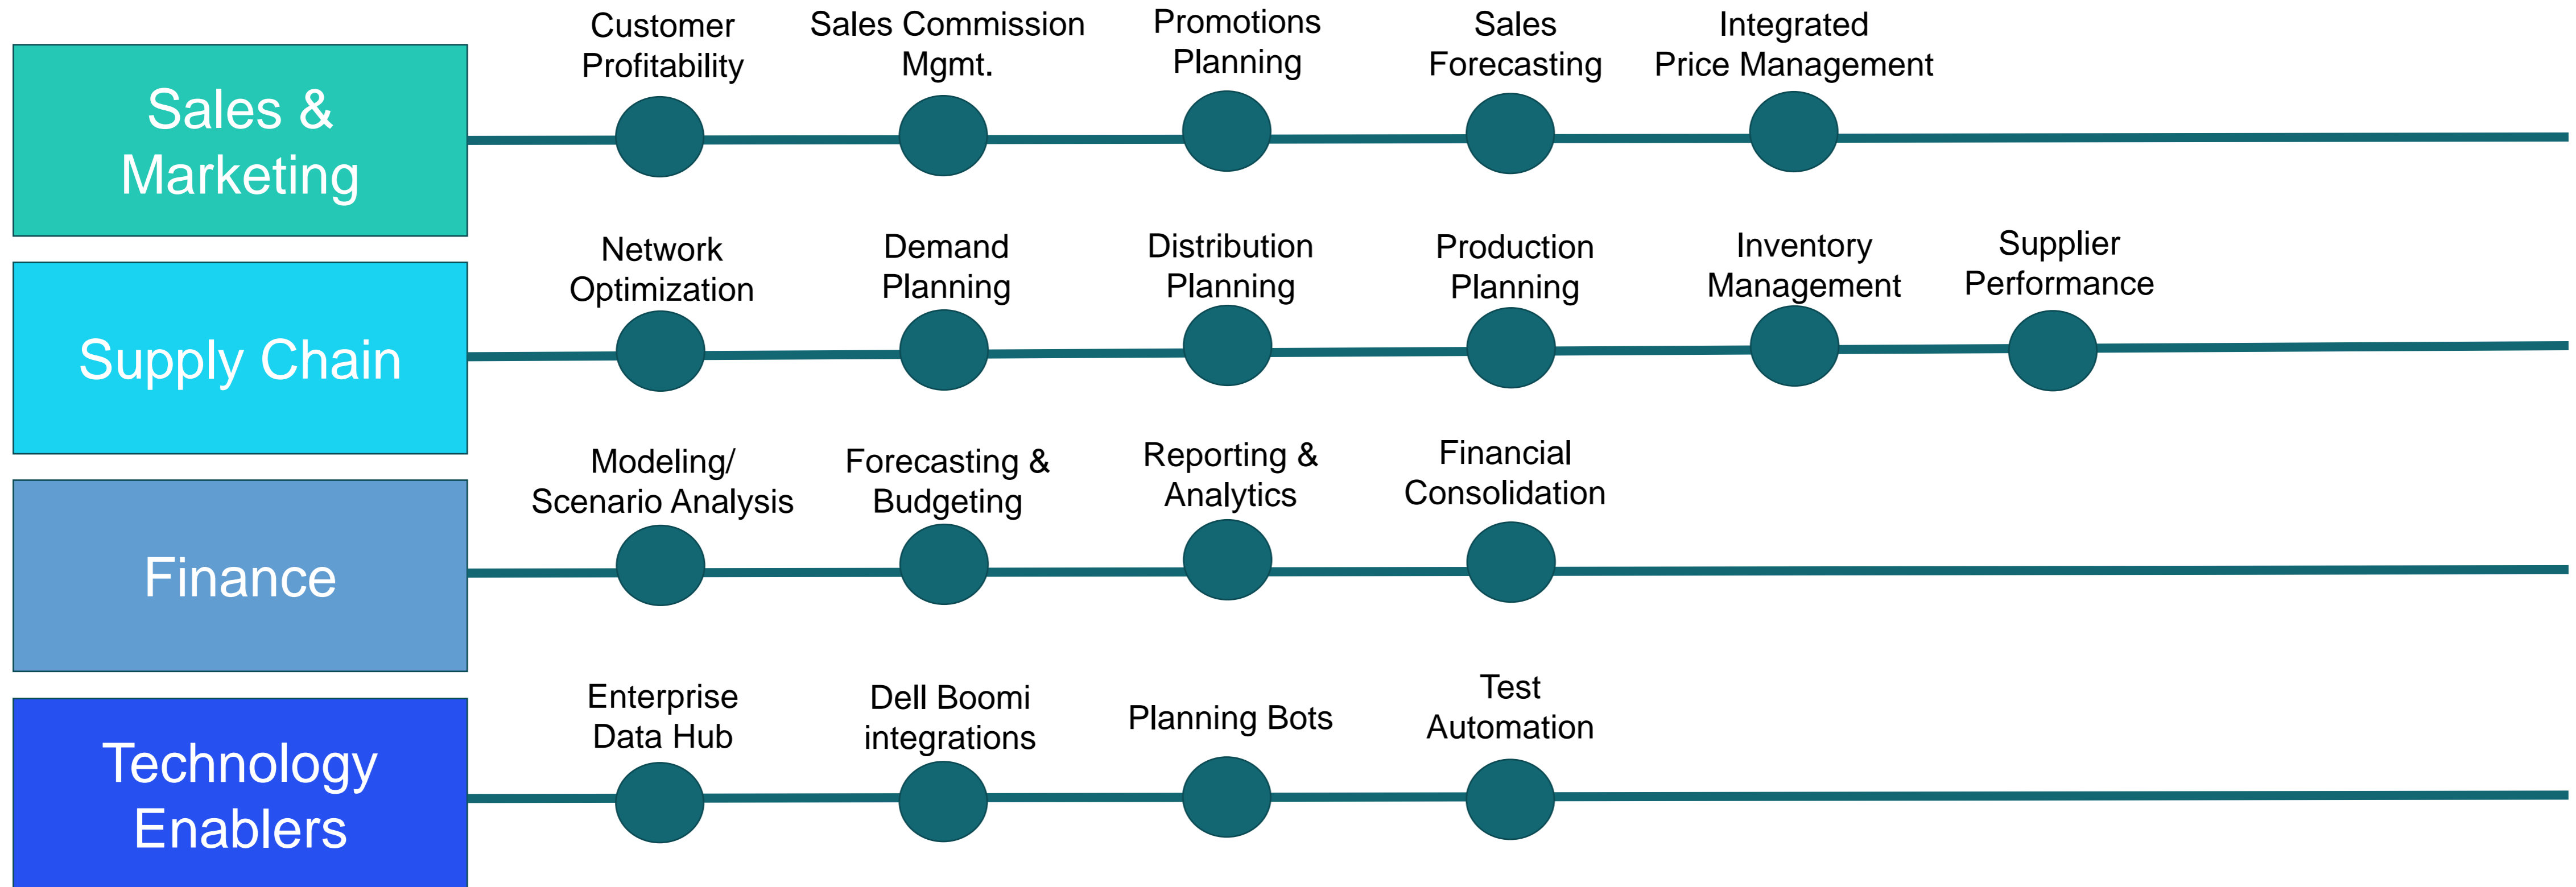 Sales &
Marketing
Customer
Profitability
Sales Commission
Mgmt.
Promotions
Planning
Sales
Forecasting
Integrated
Price Management
Supply Chain
Network
Optimization
Demand
Planning
Distribution
Planning
Production
Planning
Inventory
Management
Supplier
Performance
Finance
Modeling/
Scenario Analysis
Forecasting &
Budgeting
Reporting &
Analytics
Financial
Consolidation
Technology
Enablers
Enterprise
Data Hub
Dell Boomi
integrations
Planning Bots
Test
Automation